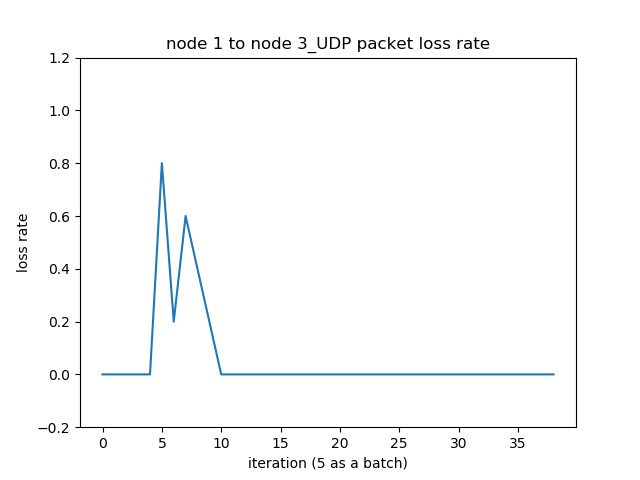 node 1 to node 3_UDP packet loss rate
1.2
1.0
0.8
0.6
0.4
0.2
0.0
−0.2
loss rate
0 5 10 15 20 25 30 35
iteration (5 as a batch)